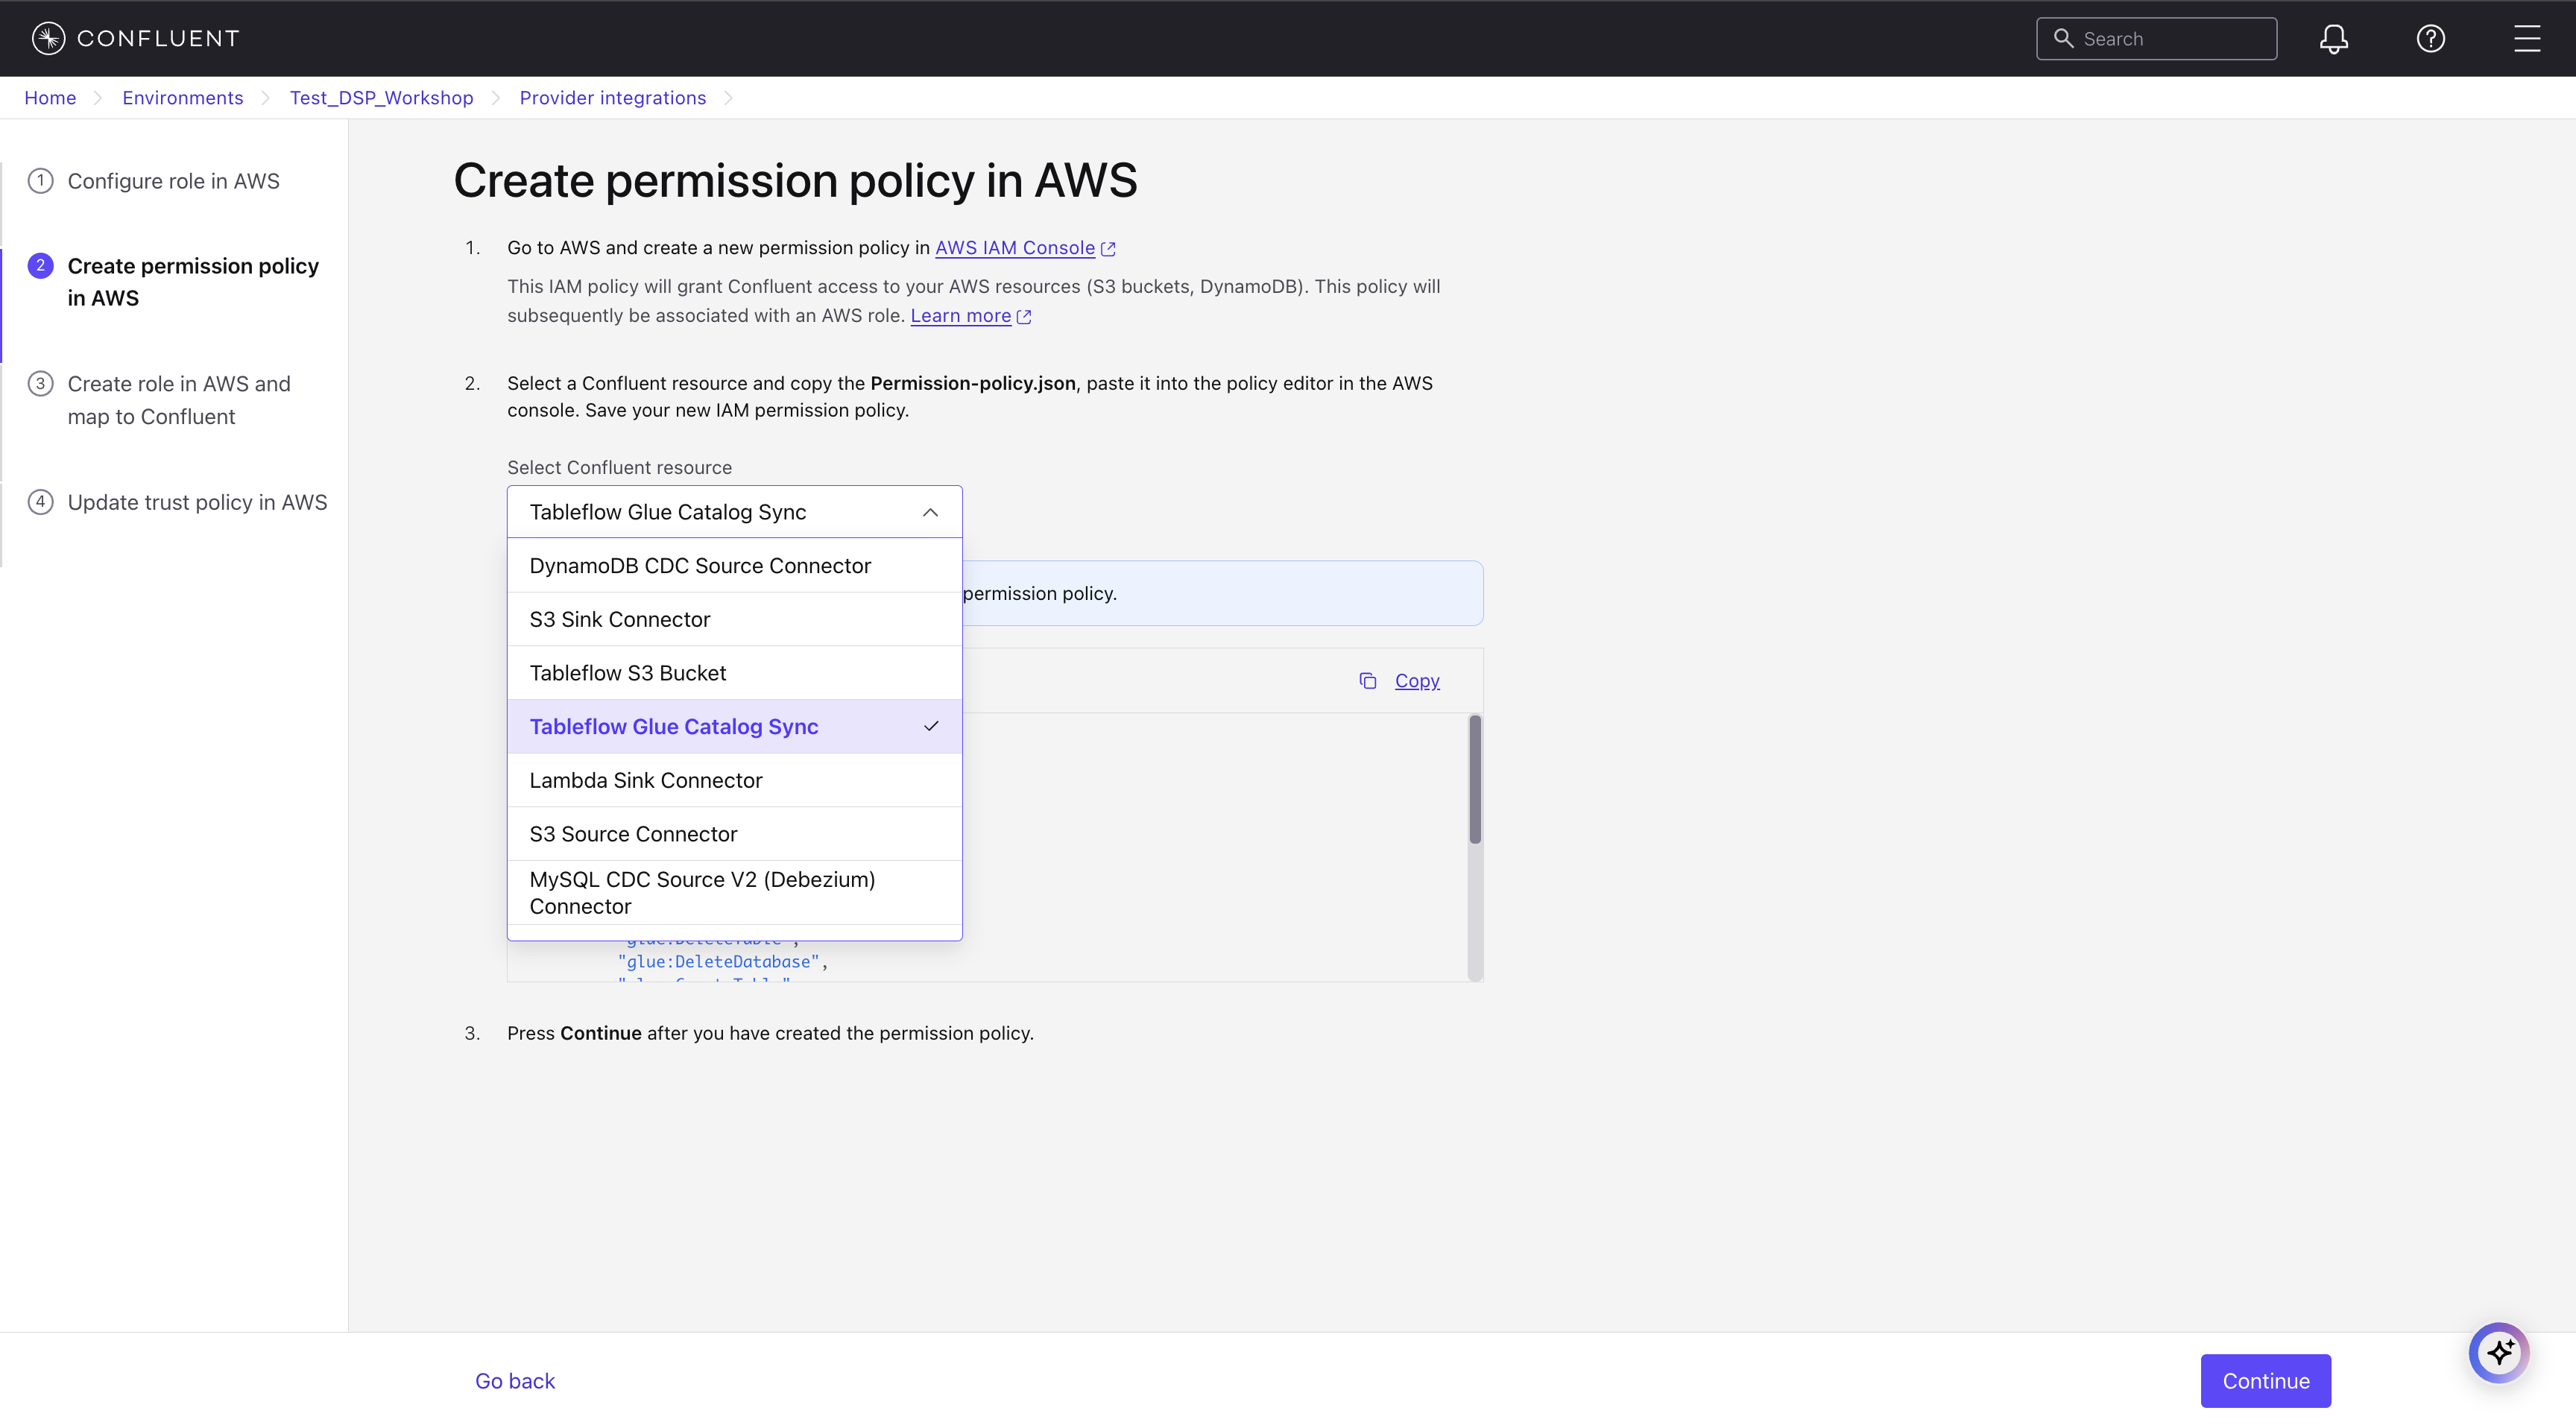 CONFLUENT
Search
Home
Environments
Test_DSP_Workshop
Provider integrations
1 Configure role in AWS
2 Create permission policy
in AWS
3 Create role in AWS and
map to Confluent
4 Update trust policy in AWS
Create permission policy in AWS
1. Go to AWS and create a new permission policy in AWS IAM Console
This IAM policy will grant Confluent access to your AWS resources (S3 buckets, DynamoDB). This policy will
subsequently be associated with an AWS role. Learn more
2. Select a Confluent resource and copy the Permission-policy.json, paste it into the policy editor in the AWS
console. Save your new IAM permission policy.
Select Confluent resource
Tableflow Glue Catalog Sync
DynamoDB CDC Source Connector
permission policy.
S3 Sink Connector
Tableflow S3 Bucket
Copy
Tableflow Glue Catalog Sync
Lambda Sink Connector
S3 Source Connector
MySQL CDC Source V2 (Debezium)
Connector
"glue:DeleteDatabase",
3. Press Continue after you have created the permission policy.
Go back
Continue